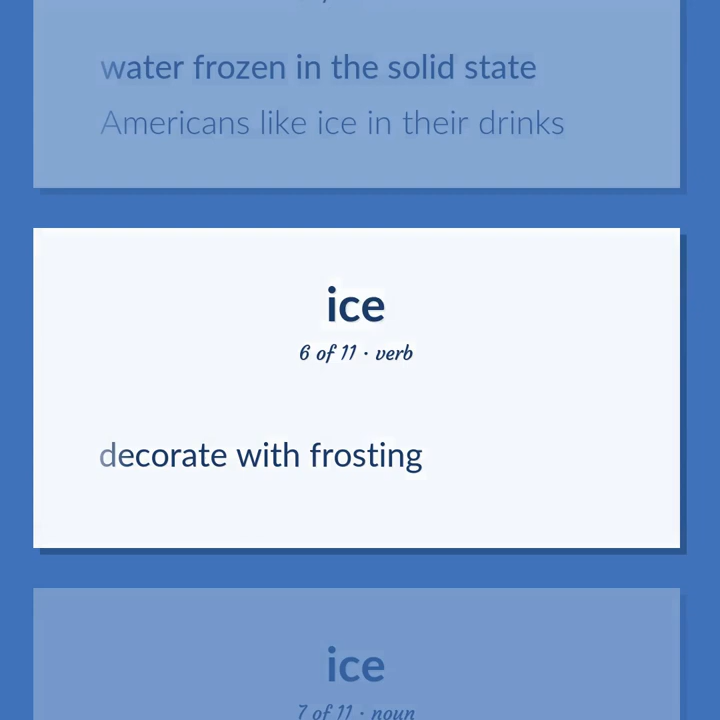 water frozen in the solid state
Americans like ice in their drinks
ice
6 of 11 · verb
decorate with frosting
ice
7 of 11 · noun